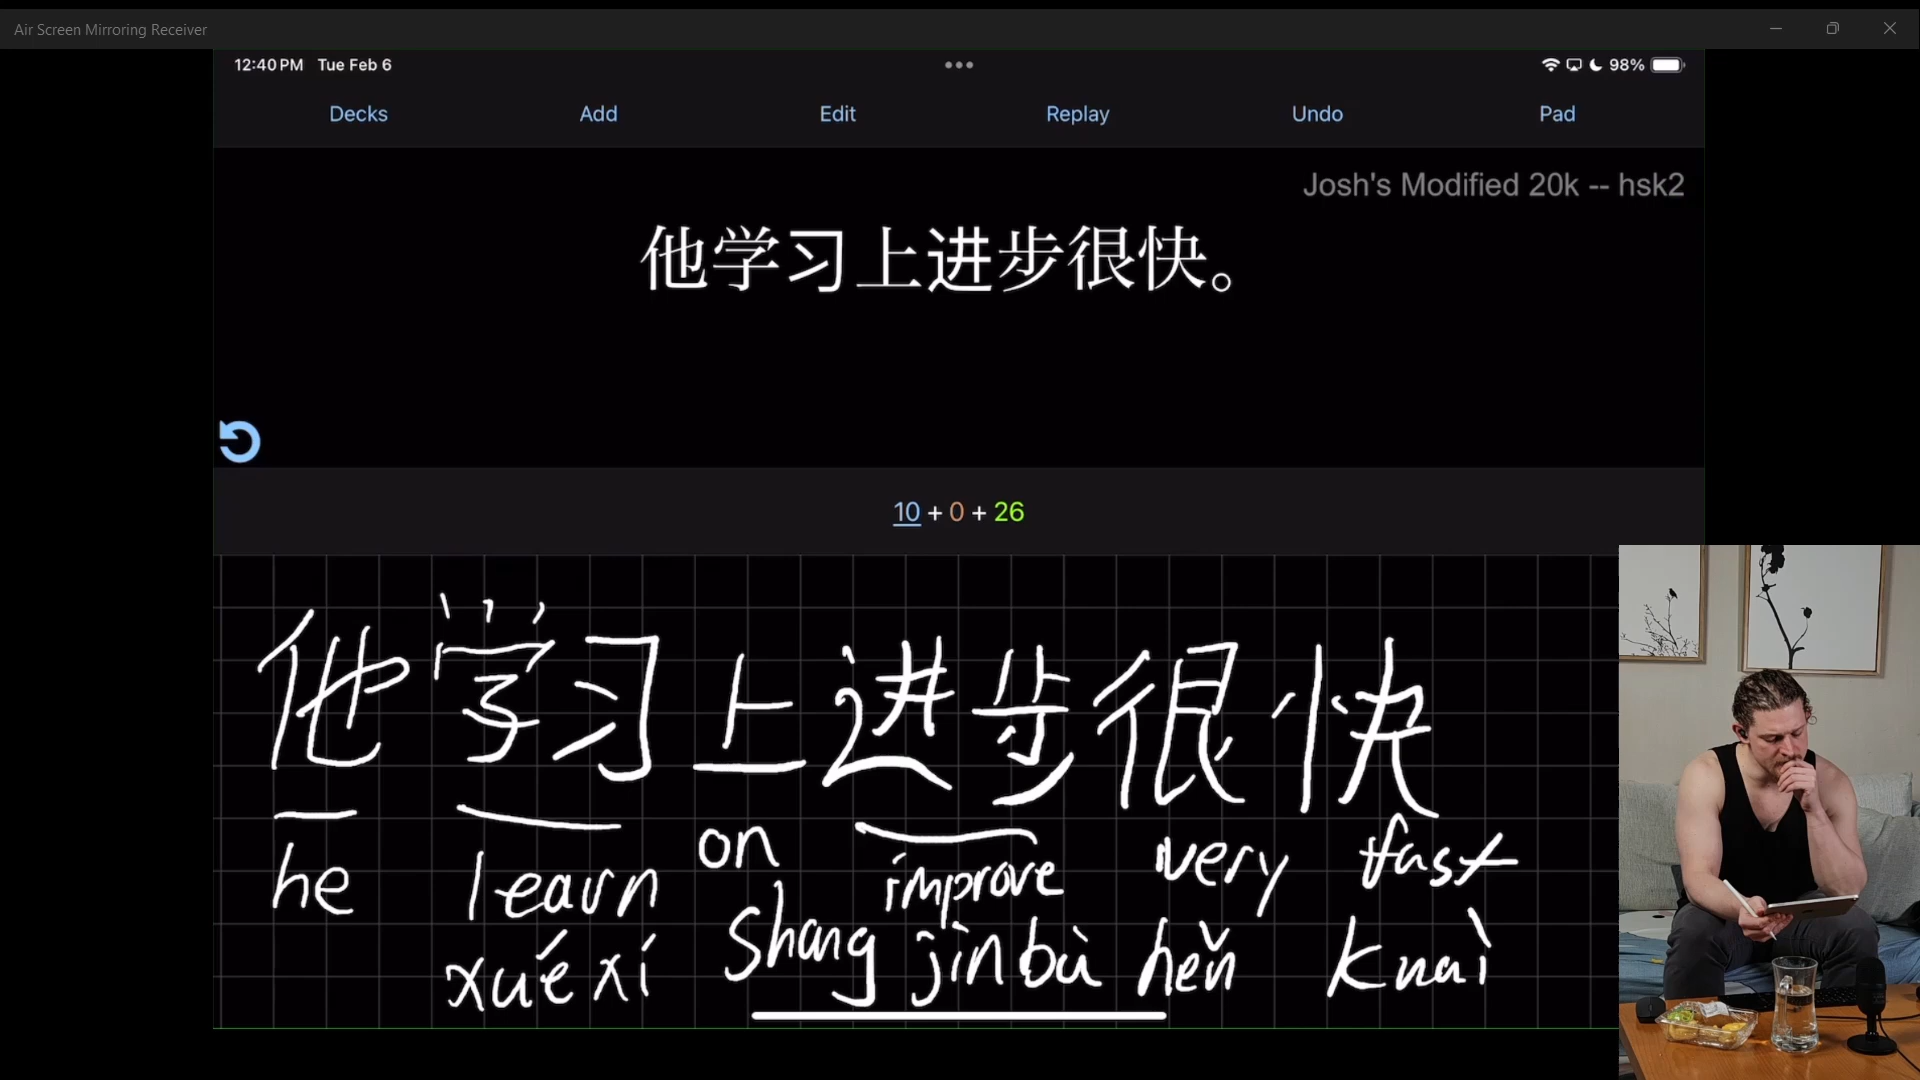 Air Screen Mirroring Receiver
12:40 PM Tue Feb 6
98%
Decks Add Edit Replay Undo Pad
Josh's Modified 20k -- hsk2
他学习上进步很快。
10 + 0 + 26
他学习上进步很快
he learn on improve very fast
xuéxí shàng jìnbù hěn kuaì